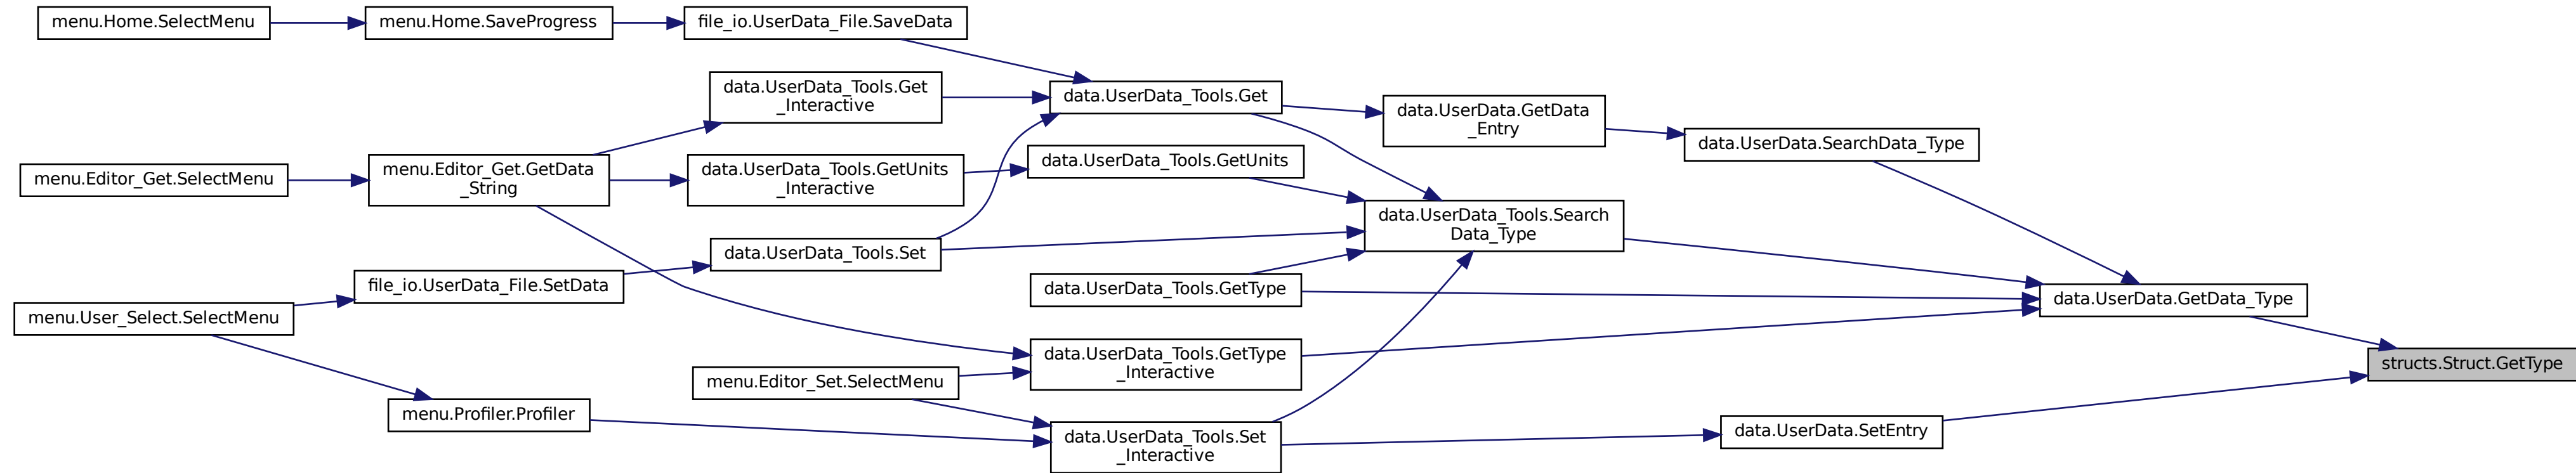 menu.Home.SelectMenu
menu.Home.SaveProgress
file_io.UserData_File.SaveData
data.UserData_Tools.Get
_Interactive
data.UserData_Tools.Get
data.UserData.GetData
_Entry
data.UserData.SearchData_Type
menu.Editor_Get.SelectMenu
menu.Editor_Get.GetData
_String
data.UserData_Tools.GetUnits
_Interactive
data.UserData_Tools.GetUnits
data.UserData_Tools.Search
Data_Type
data.UserData_Tools.Set
file_io.UserData_File.SetData
data.UserData_Tools.GetType
data.UserData.GetData_Type
menu.User_Select.SelectMenu
data.UserData_Tools.GetType
_Interactive
structs.Struct.GetType
menu.Editor_Set.SelectMenu
menu.Profiler.Profiler
data.UserData_Tools.Set
_Interactive
data.UserData.SetEntry